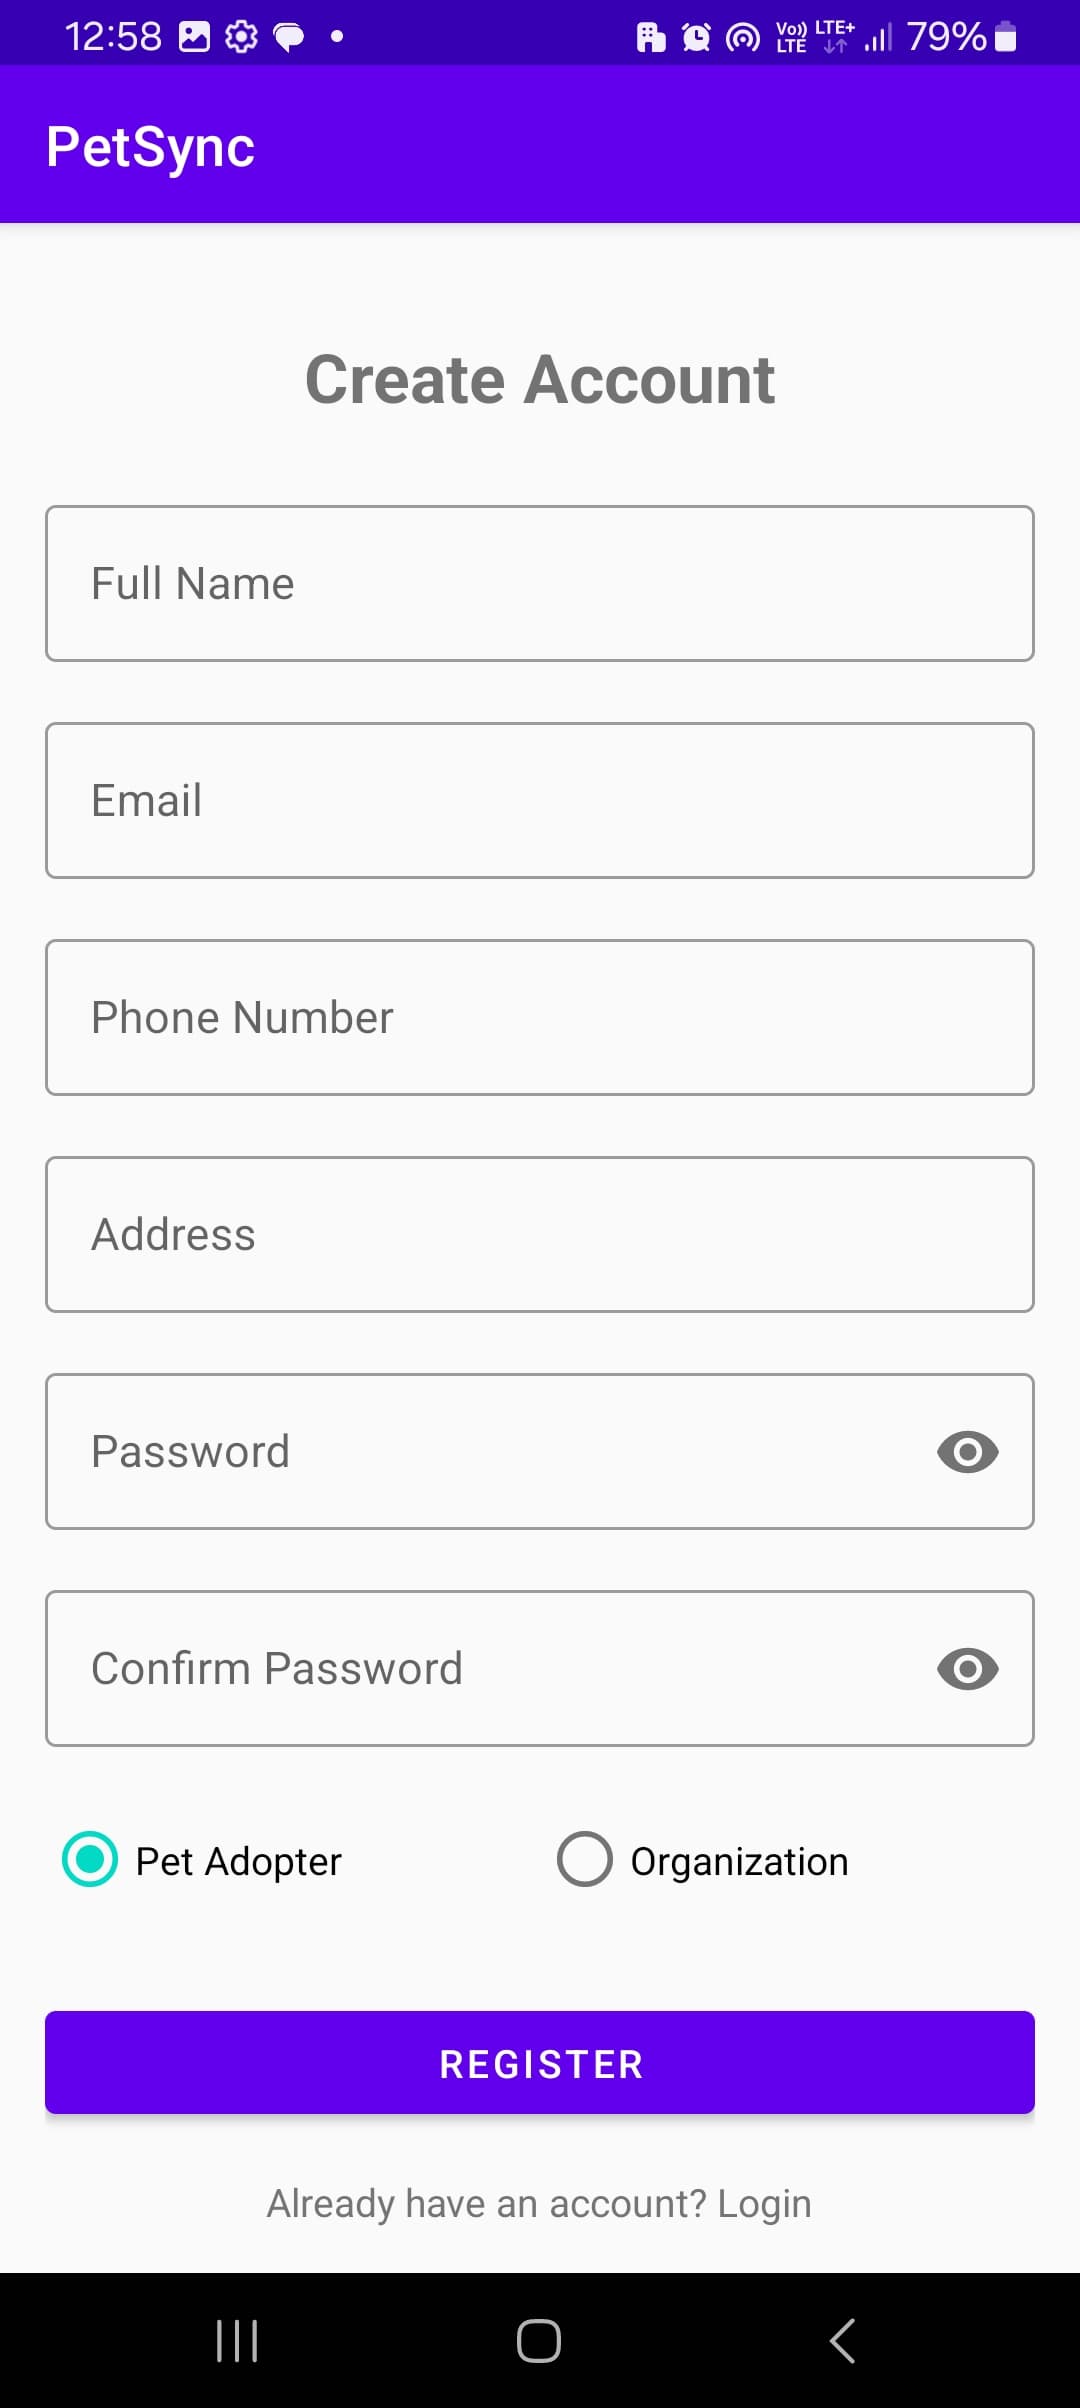 12:58 Vo)) LTE LTE+ 79%
PetSync
Create Account
Full Name
Email
Phone Number
Address
Password
Confirm Password
Pet Adopter Organization
REGISTER
Already have an account? Login